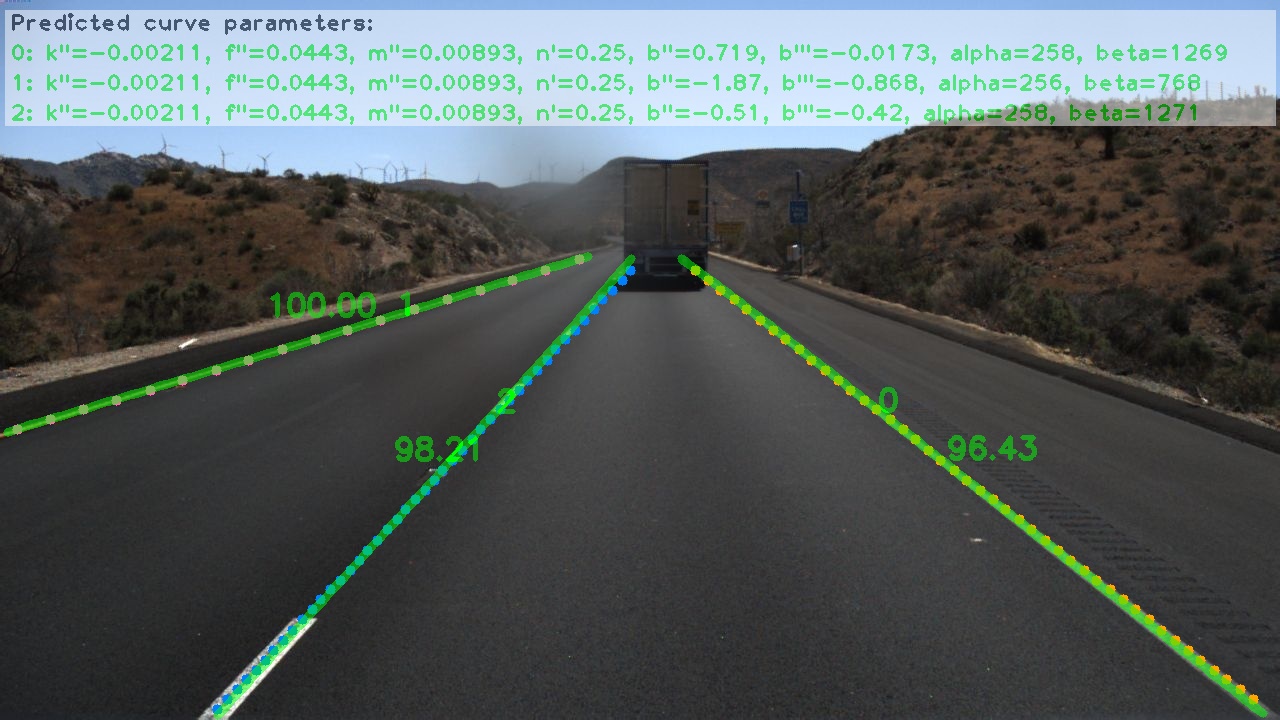 Predicted curve parameters:
0: k"=-0.00211, f"=0.0443, m"=0.00893, n'=0.25, b"=0.719, b'"=-0.0173, alpha=258, beta=1269
1: k"=-0.00211, f"=0.0443, m"=0.00893, n'=0.25, b"=-1.87, b'"=-0.868, alpha=256, beta=768
2: k"=-0.00211, f"=0.0443, m"=0.00893, n'=0.25, b"=-0.51, b'"=-0.42, alpha=258, beta=1271
100.00 1
2 0
98.21 96.43